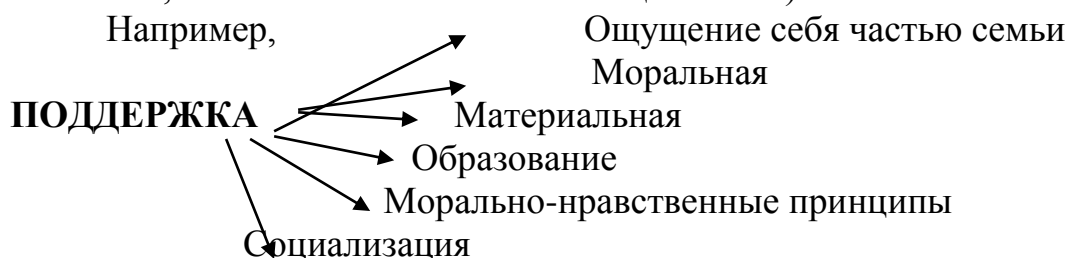 Например, Ощущение себя частью семьи
Моральная
ПОДДЕРЖКА Материальная
Образование
Морально-нравственные принципы
Социализация